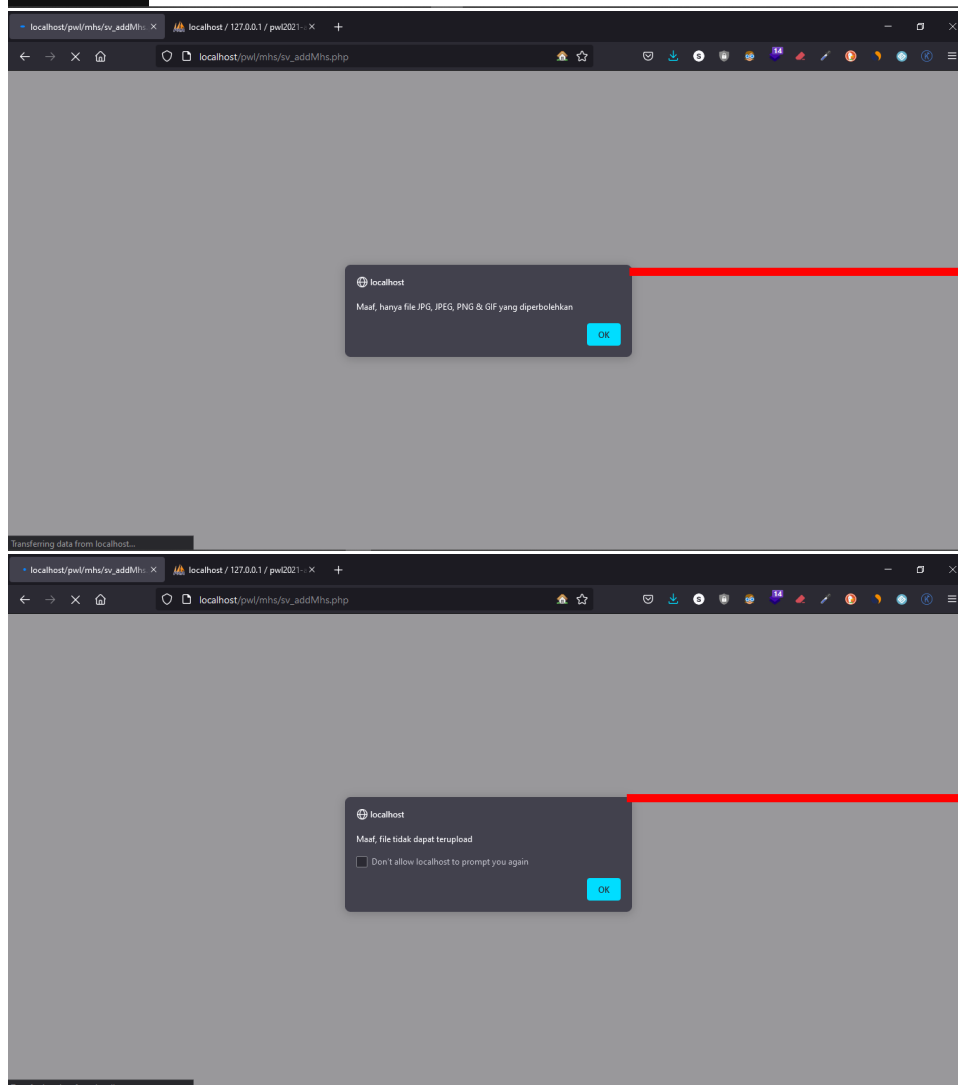 localhost/pwl/mhs/sv_addMhs
localhost / 127.0.0.1 / pwl2021-
localhost/pwl/mhs/sv_addMhs.php
14
localhost
Maaf, hanya file JPG, JPEG, PNG & GIF yang diperbolehkan
OK
Transferring data from localhost...
localhost/pwl/mhs/sv_addMhs
localhost / 127.0.0.1 / pwl2021-
localhost/pwl/mhs/sv_addMhs.php
14
localhost
Maaf, file tidak dapat terupload
Don't allow localhost to prompt you again
OK